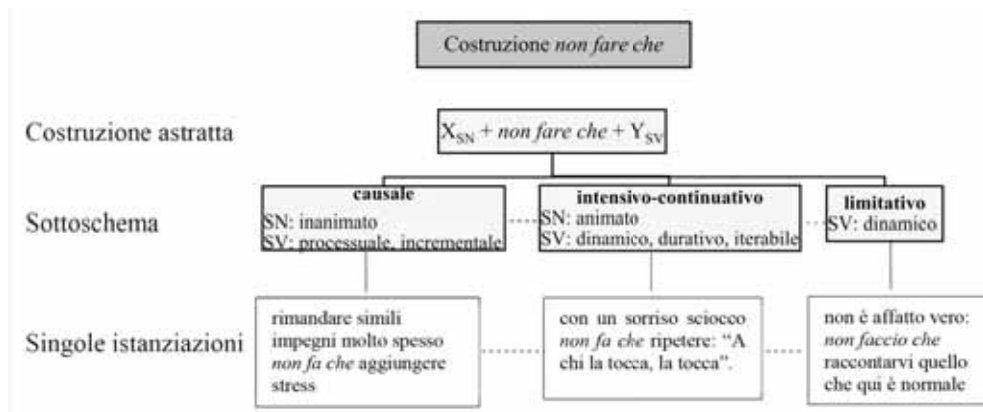 Costruzione non fare che
Costruzione astratta
X_SN + non fare che + Y_SV
Sottoschema
causale
SN: inanimato
SV: processuale, incrementale
intensivo-continuativo
SN: animato
SV: dinamico, durativo, iterabile
limitativo
SV: dinamico
Singole istanziazioni
rimandare simili
impegni molto spesso
non fa che aggiungere
stress
con un sorriso sciocco
non fa che ripetere: “A
chi la tocca, la tocca”.
non è affatto vero:
non faccio che
raccontarvi quello
che qui è normale